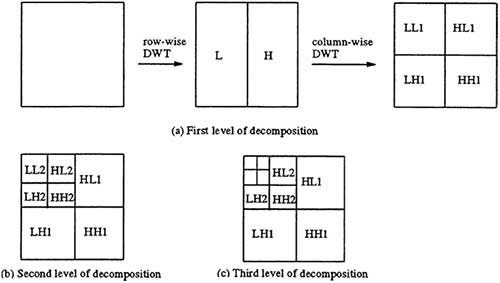 row-wise
DWT
L
H
column-wise
DWT
LL1
HL1
LH1
HH1
(a) First level of decomposition
LL2
HL2
HL1
LH2
HH2
LH1
HH1
(b) Second level of decomposition
HL2
HL1
LH2
HH2
LH1
HH1
(c) Third level of decomposition